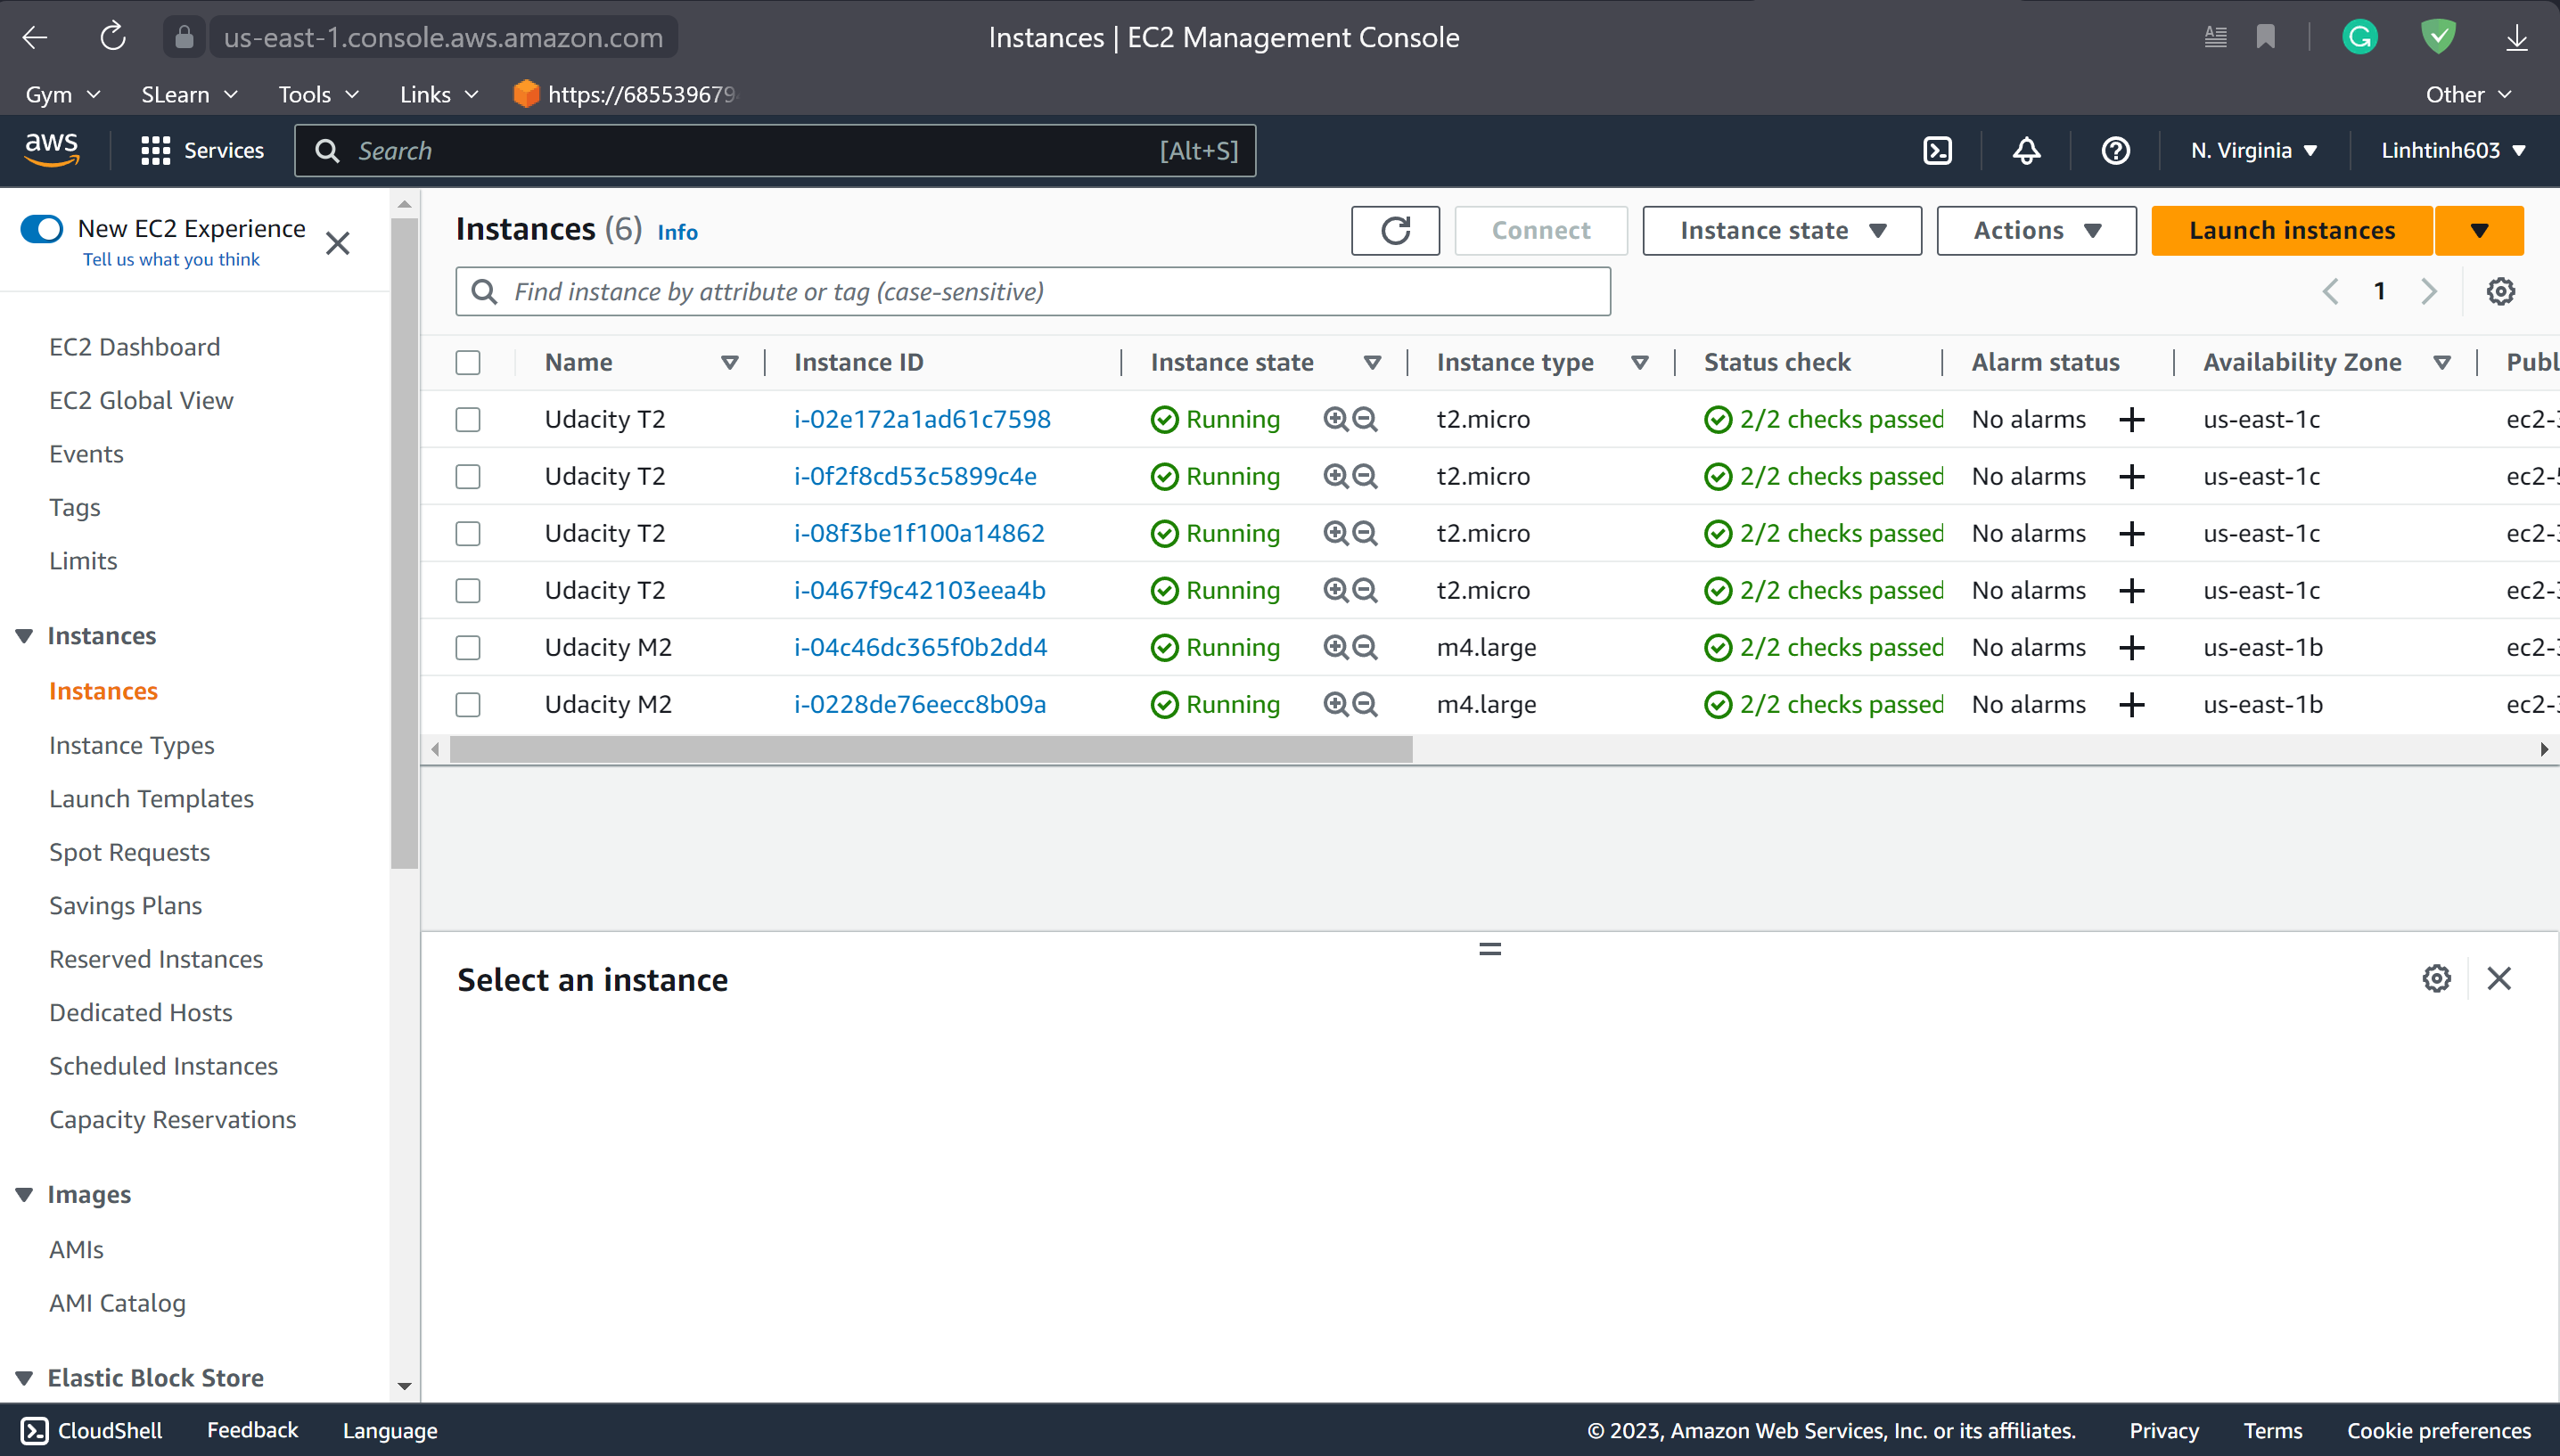 us-east-1.console.aws.amazon.com
Instances | EC2 Management Console
Gym
SLearn
Tools
Links
https://685539679
Other
aws
Services
Search
[Alt+S]
N. Virginia
Linhtinh603
New EC2 Experience
Tell us what you think
EC2 Dashboard
EC2 Global View
Events
Tags
Limits
Instances
Instances
Instance Types
Launch Templates
Spot Requests
Savings Plans
Reserved Instances
Dedicated Hosts
Scheduled Instances
Capacity Reservations
Images
AMIs
AMI Catalog
Elastic Block Store
Instances (6) Info
Connect
Instance state
Actions
Launch instances
Find instance by attribute or tag (case-sensitive)
1
Name Instance ID Instance state Instance type Status check Alarm status Availability Zone Publ
Udacity T2 i-02e172a1ad61c7598 Running t2.micro 2/2 checks passed No alarms + us-east-1c ec2-3
Udacity T2 i-0f2f8cd53c5899c4e Running t2.micro 2/2 checks passed No alarms + us-east-1c ec2-5
Udacity T2 i-08f3be1f100a14862 Running t2.micro 2/2 checks passed No alarms + us-east-1c ec2-3
Udacity T2 i-0467f9c42103eea4b Running t2.micro 2/2 checks passed No alarms + us-east-1c ec2-3
Udacity M2 i-04c46dc365f0b2dd4 Running m4.large 2/2 checks passed No alarms + us-east-1b ec2-3
Udacity M2 i-0228de76eecc8b09a Running m4.large 2/2 checks passed No alarms + us-east-1b ec2-3
Select an instance
CloudShell
Feedback
Language
© 2023, Amazon Web Services, Inc. or its affiliates.
Privacy
Terms
Cookie preferences